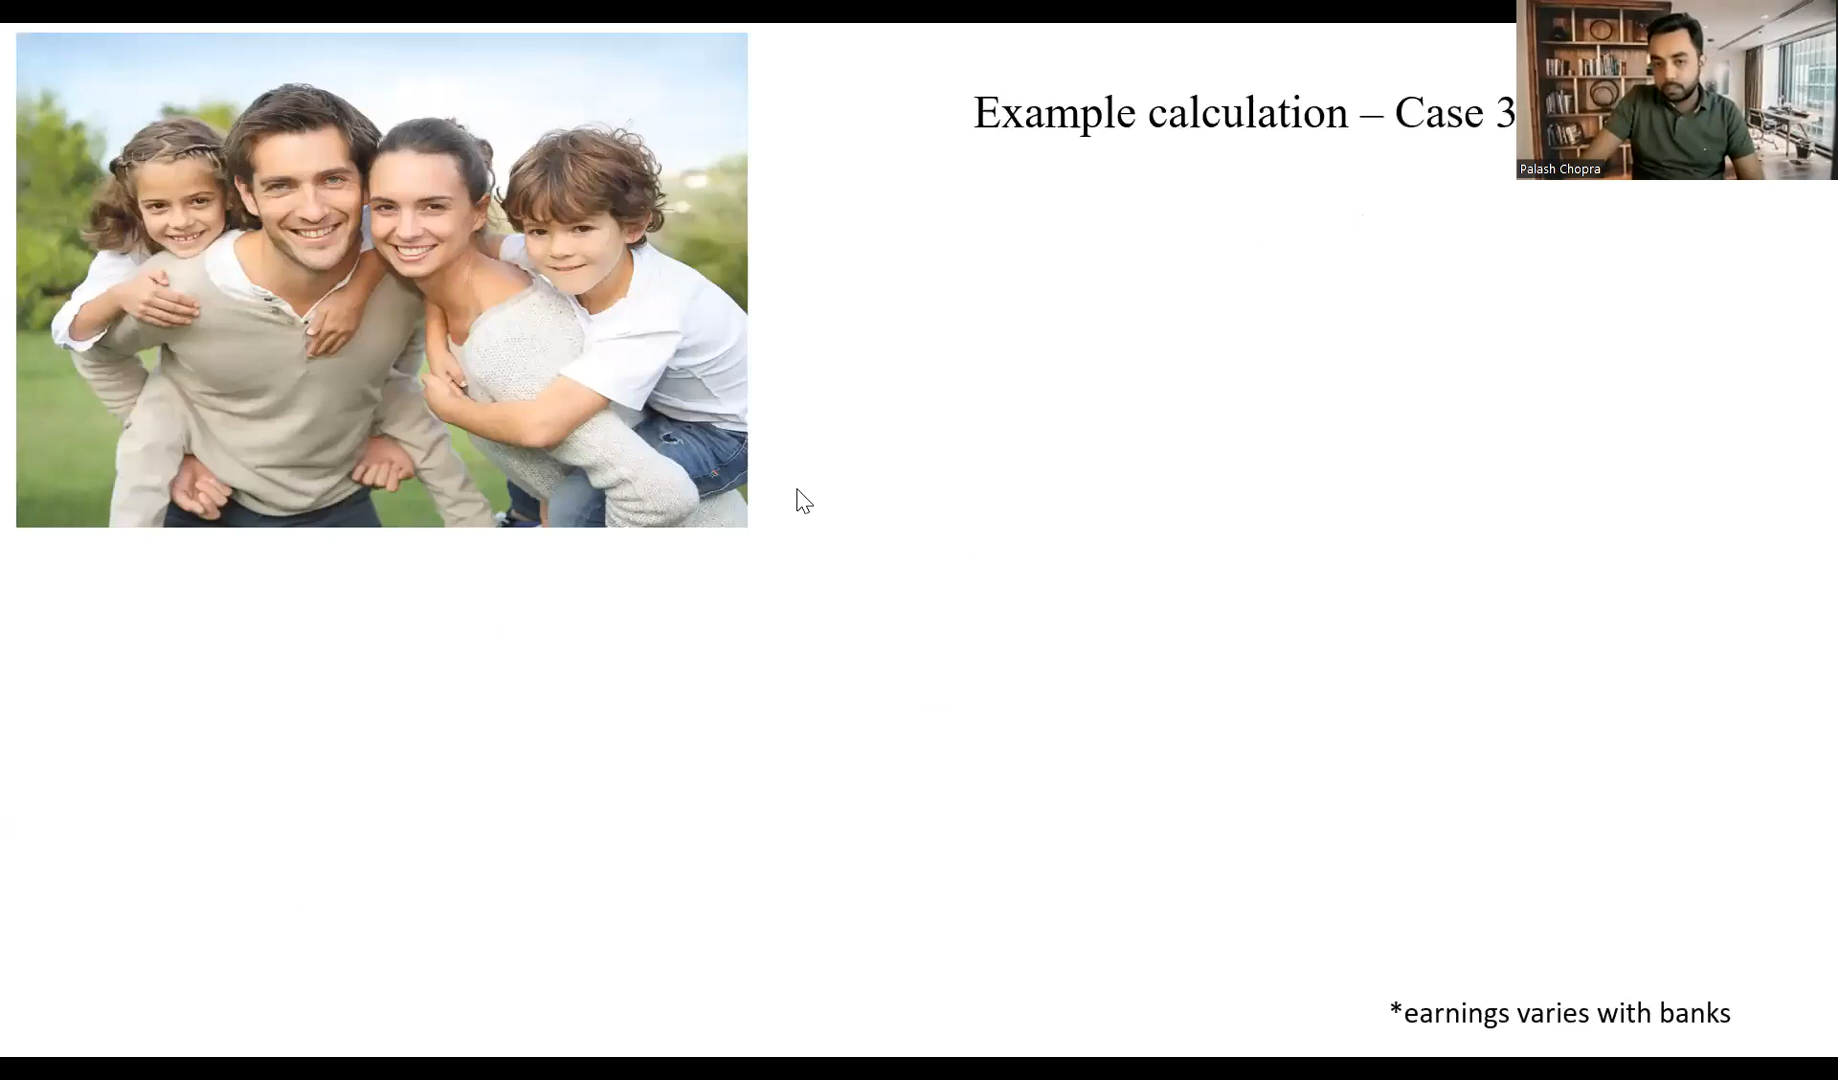 Example calculation – Case 3
Palash Chopra
*earnings varies with banks